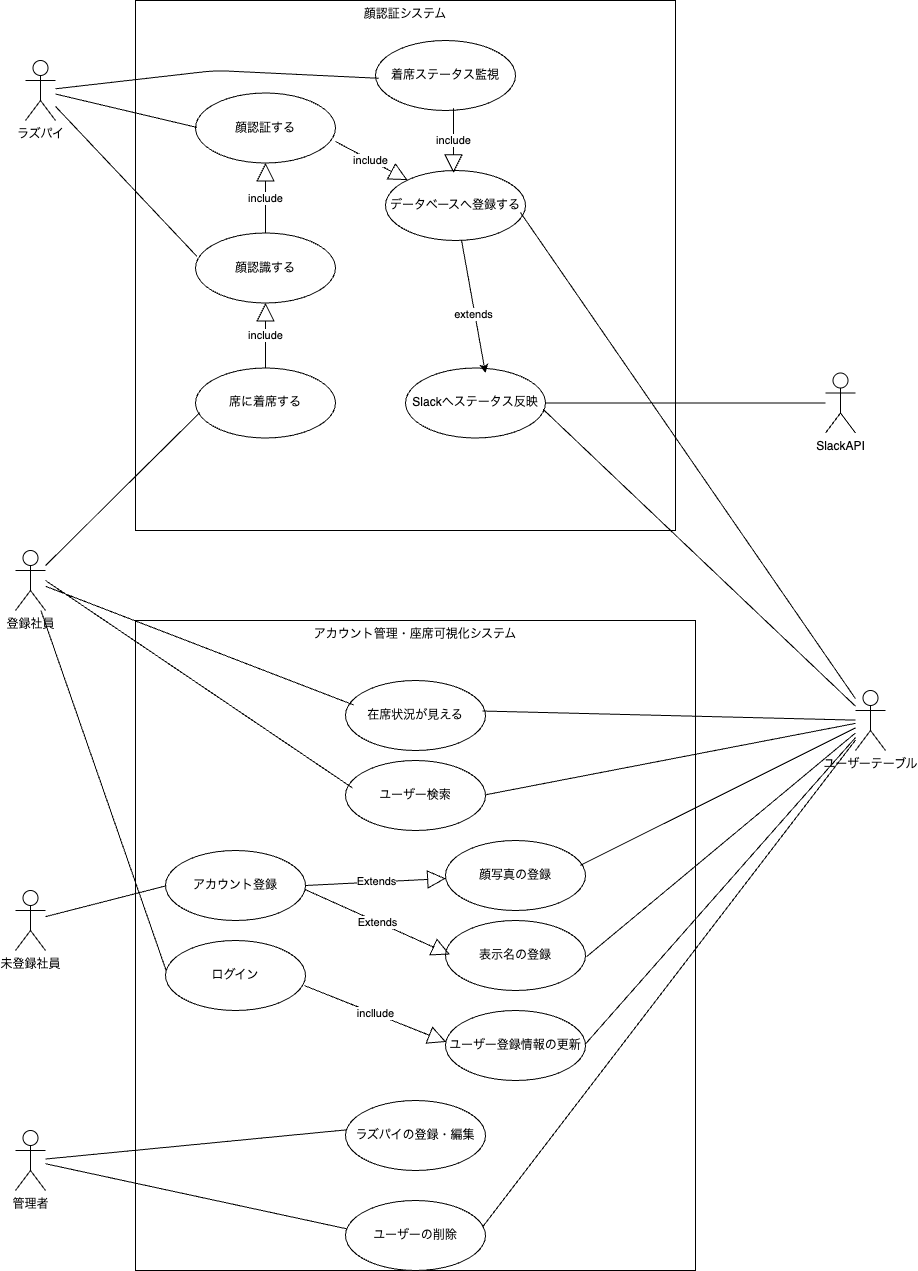 顔認証システム
着席ステータス監視
ラズパイ
顔認証する
include
include
include
データベースへ登録する
顔認識する
extends
include
席に着席する
Slackへステータス反映
SlackAPI
登録社員
アカウント管理・座席可視化システム
在席状況が見える
ユーザーテーブル
ユーザー検索
アカウント登録
Extends
顔写真の登録
Extends
表示名の登録
未登録社員
ログイン
incllude
ユーザー登録情報の更新
ラズパイの登録・編集
管理者
ユーザーの削除